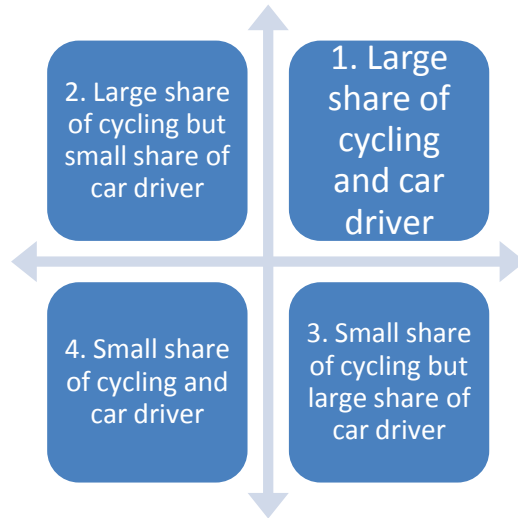 2. Large share
of cycling but
small share of
car driver
1. Large
share of
cycling
and car
driver
4. Small share
of cycling and
car driver
3. Small share
of cycling but
large share of
car driver